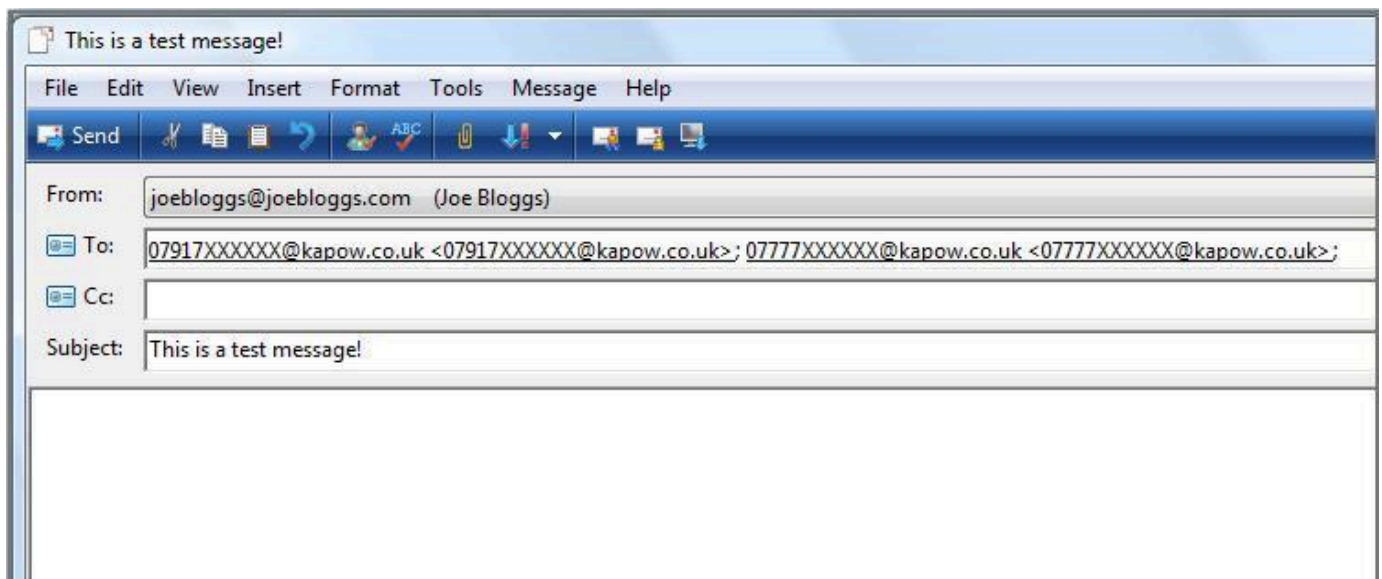 This is a test message!
File Edit View Insert Format Tools Message Help
Send ABC
From: joebloggs@joebloggs.com (Joe Bloggs)
To: 07917XXXXXX@kapow.co.uk <07917XXXXXX@kapow.co.uk>; 07777XXXXXX@kapow.co.uk <07777XXXXXX@kapow.co.uk>;
Cc:
Subject: This is a test message!